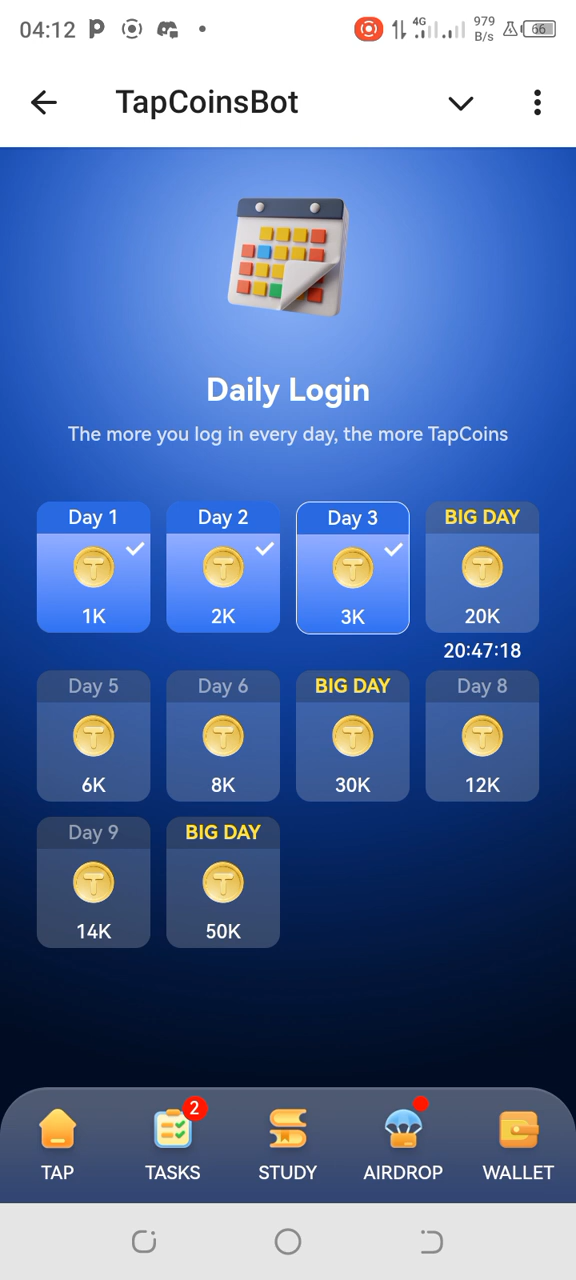 04:12
4G
979
B/s
66
TapCoinsBot
Daily Login
The more you log in every day, the more TapCoins
Day 1
Day 2
Day 3
BIG DAY
1K
2K
3K
20K
20:47:18
Day 5
Day 6
BIG DAY
Day 8
6K
8K
30K
12K
Day 9
BIG DAY
14K
50K
2
TAP
TASKS
STUDY
AIRDROP
WALLET